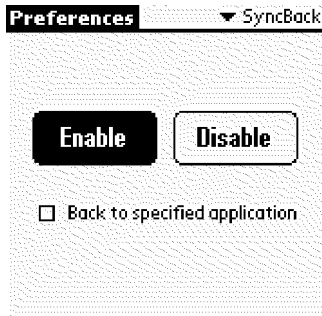 Preferences SyncBack
Enable Disable
Back to specified application